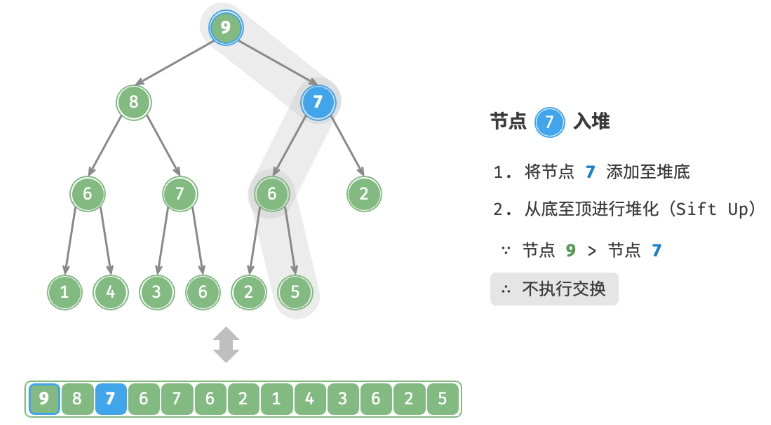 9
8
7
节点 7 入堆
1. 将节点 7 添加至堆底
6
7
6
2
2. 从底至顶进行堆化（Sift Up）
∵ 节点 9 > 节点 7
1
4
3
6
2
5
∴ 不执行交换
9 8 7 6 7 6 2 1 4 3 6 2 5